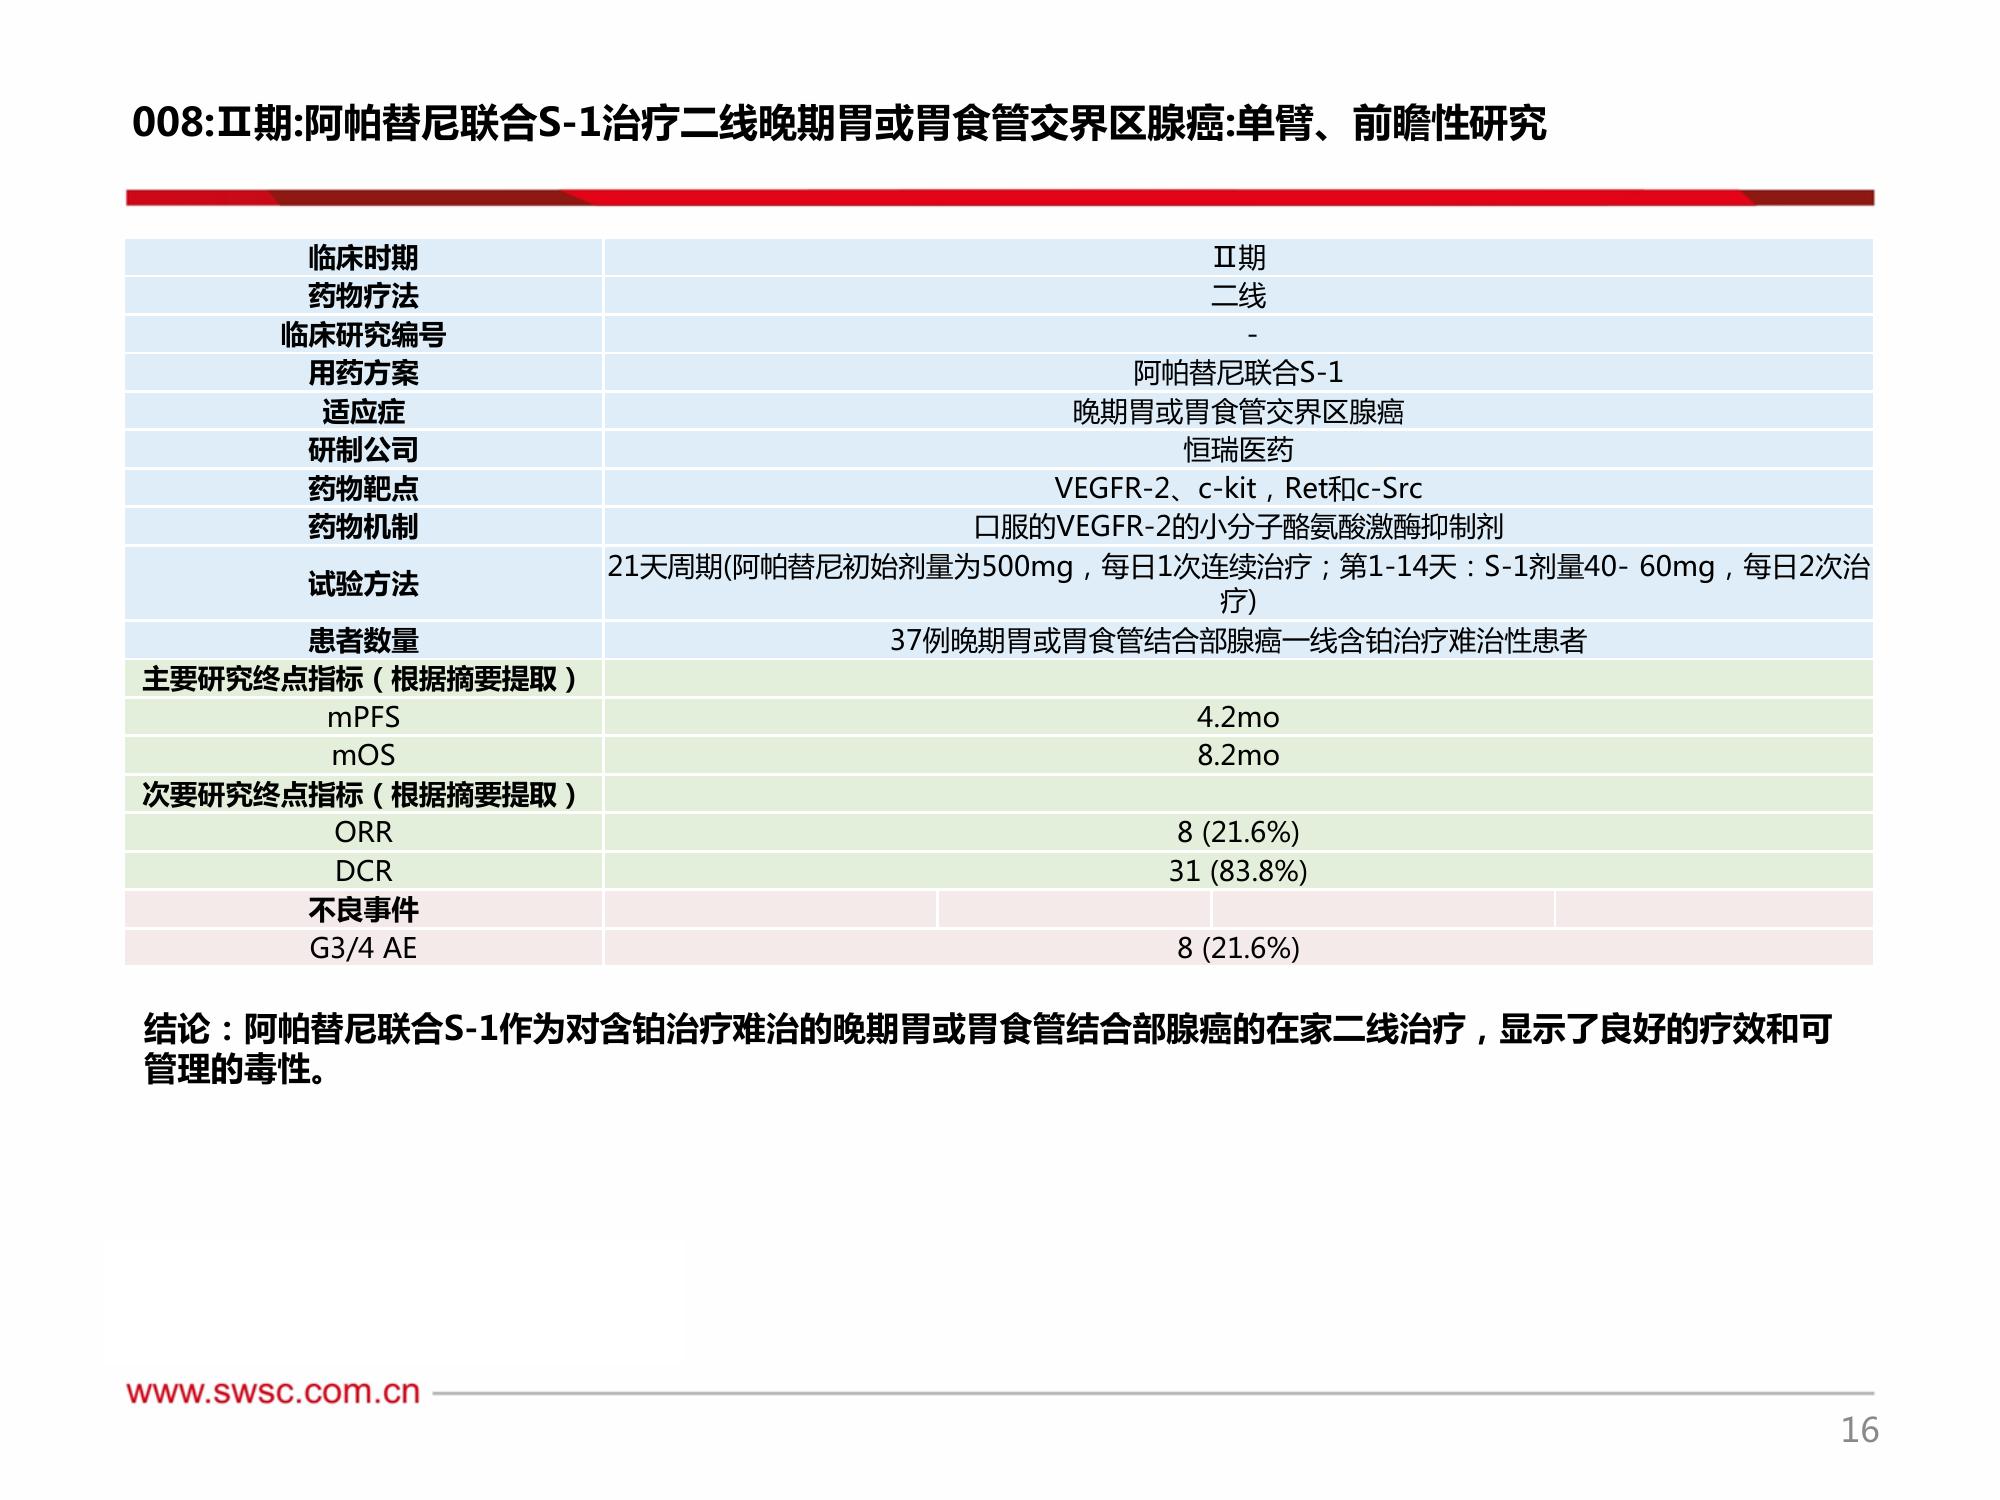 008:Ⅱ期:阿帕替尼联合S-1治疗二线晚期胃或胃食管交界区腺癌:单臂、前瞻性研究
临床时期 Ⅱ期
药物疗法 二线
临床研究编号 -
用药方案 阿帕替尼联合S-1
适应症 晚期胃或胃食管交界区腺癌
研制公司 恒瑞医药
药物靶点 VEGFR-2、c-kit，Ret和c-Src
药物机制 口服的VEGFR-2的小分子酪氨酸激酶抑制剂
试验方法 21天周期(阿帕替尼初始剂量为500mg，每日1次连续治疗；第1-14天：S-1剂量40- 60mg，每日2次治
疗)
患者数量 37例晚期胃或胃食管结合部腺癌一线含铂治疗难治性患者
主要研究终点指标（根据摘要提取）
mPFS 4.2mo
mOS 8.2mo
次要研究终点指标（根据摘要提取）
ORR 8 (21.6%)
DCR 31 (83.8%)
不良事件
G3/4 AE 8 (21.6%)
结论：阿帕替尼联合S-1作为对含铂治疗难治的晚期胃或胃食管结合部腺癌的在家二线治疗，显示了良好的疗效和可
管理的毒性。
www.swsc.com.cn
16